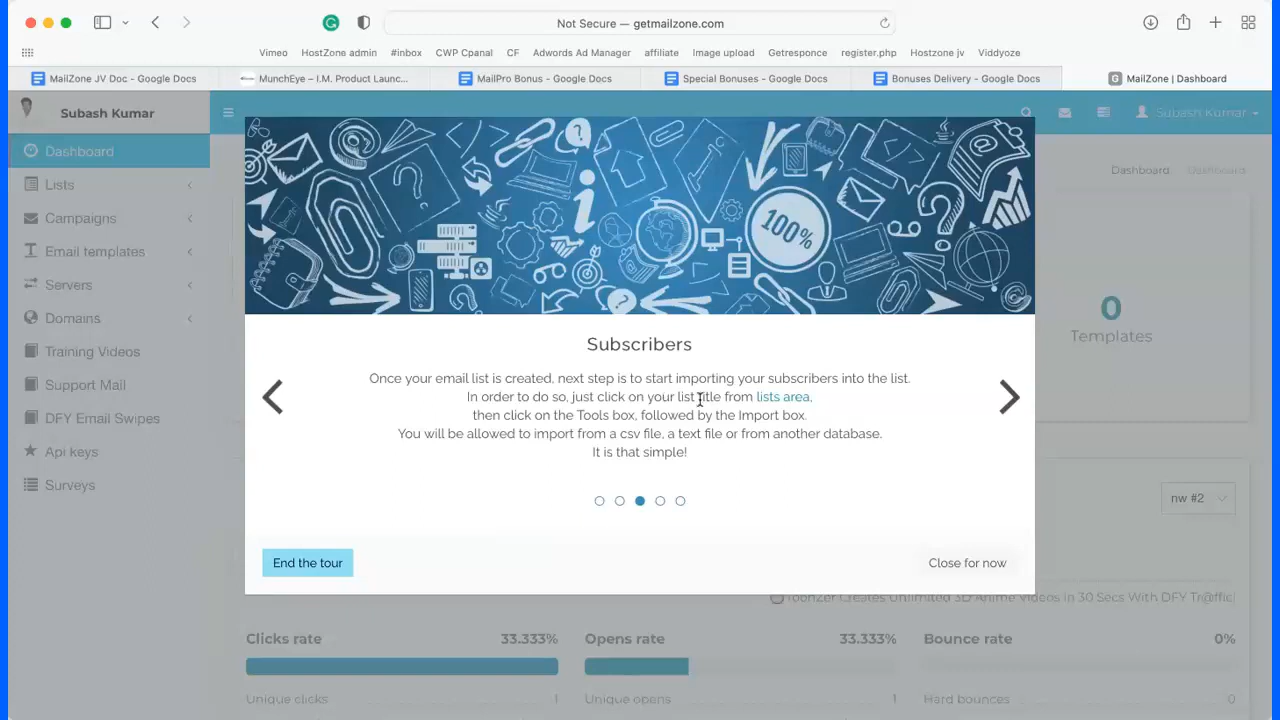 Not Secure — getmailzone.com
Vimeo HostZone admin #inbox CWP Cpanal CF Adwords Ad Manager affiliate Image upload Getresponce register.php Hostzone jv Viddyoze
MailZone JV Doc - Google Docs MunchEye – I.M. Product Launc... MailPro Bonus - Google Docs Special Bonuses - Google Docs Bonuses Delivery - Google Docs G MailZone | Dashboard
Subash Kumar
Subash Kumar
Dashboard
Dashboard Dashboard
Lists
Campaigns
Email templates
Servers
Domains
Training Videos
Support Mail
DFY Email Swipes
Api keys
Surveys
100%
0
Templates
Subscribers
Once your email list is created, next step is to start importing your subscribers into the list.
In order to do so, just click on your list title from lists area,
then click on the Tools box, followed by the Import box.
You will be allowed to import from a csv file, a text file or from another database.
It is that simple!
nw #2
End the tour
Close for now
ToonZer Creates Unlimited 3D Anime Videos In 30 Secs With DFY Tr@ffic|
Clicks rate 33.333% Opens rate 33.333% Bounce rate 0%
Unique clicks 1 Unique opens 1 Hard bounces 0